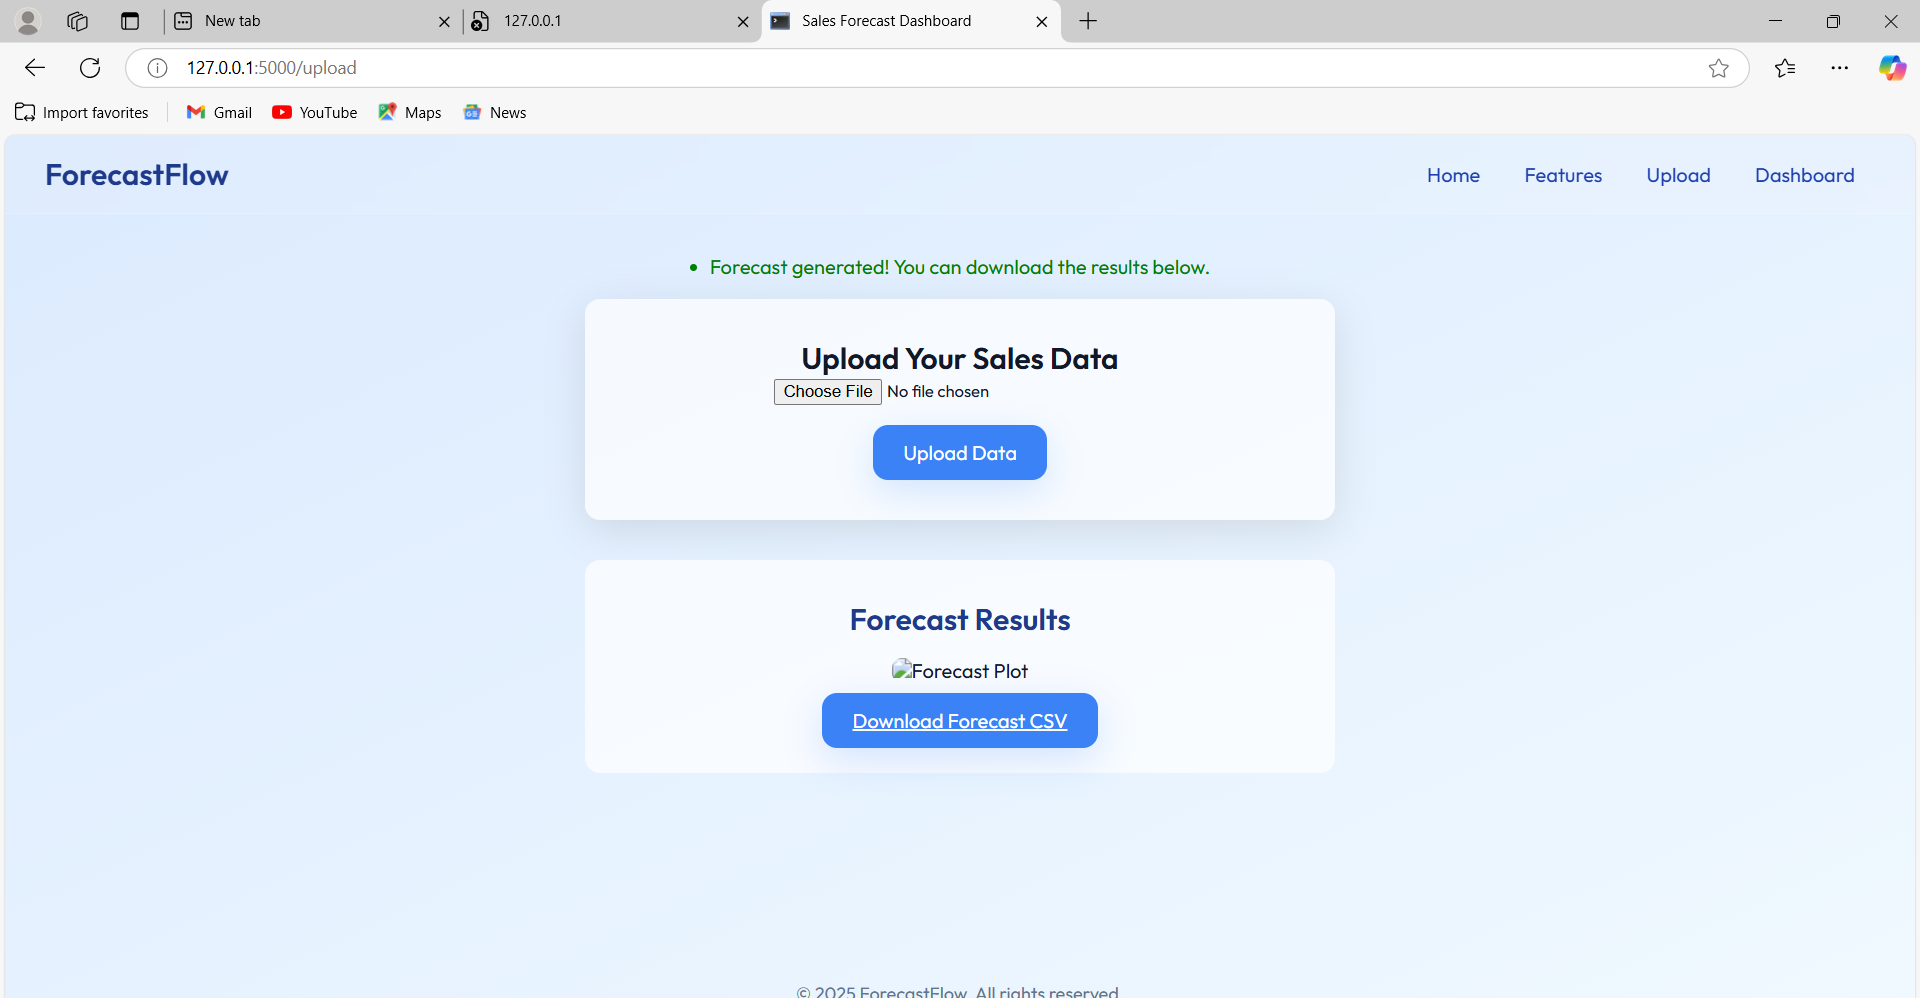 New tab
127.0.0.1
Sales Forecast Dashboard
127.0.0.1:5000/upload
Import favorites
Gmail
YouTube
Maps
News
ForecastFlow
Home
Features
Upload
Dashboard
Forecast generated! You can download the results below.
Upload Your Sales Data
Choose File No file chosen
Upload Data
Forecast Results
Forecast Plot
Download Forecast CSV
© 2025 ForecastFlow. All rights reserved.